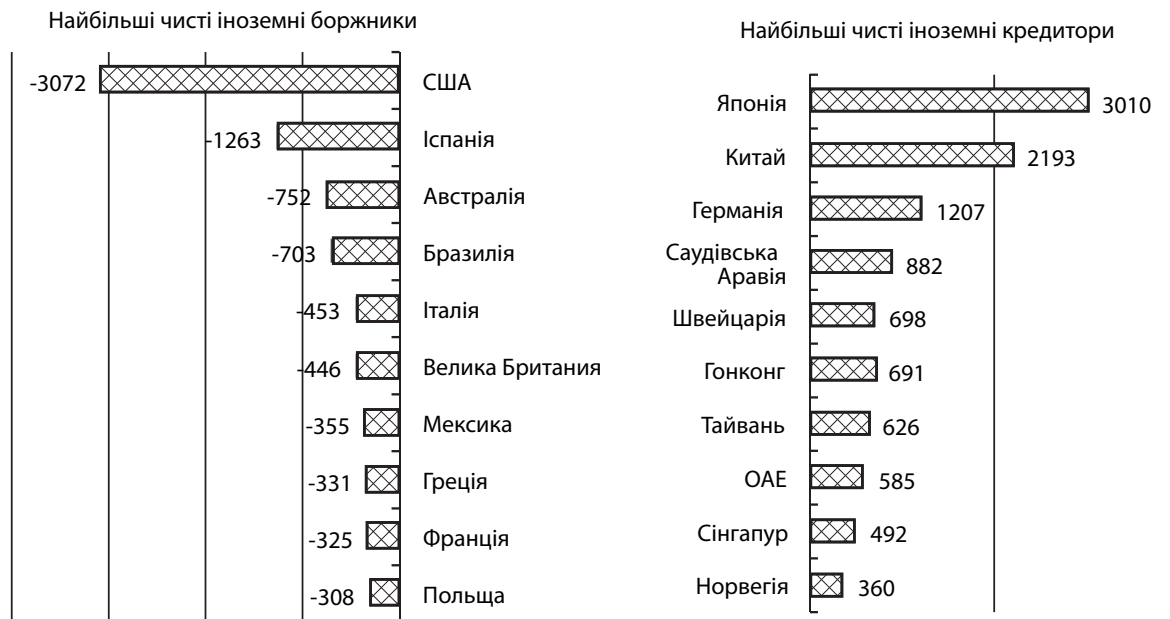 Найбільші чисті іноземні боржники
-3072 США
-1263 Іспанія
-752 Австралія
-703 Бразилія
-453 Італія
-446 Велика Британия
-355 Мексика
-331 Греція
-325 Франція
-308 Польща
Найбільші чисті іноземні кредитори
Японія 3010
Китай 2193
Германія 1207
Саудівська
Аравія 882
Швейцарія 698
Гонконг 691
Тайвань 626
ОАЕ 585
Сінгапур 492
Норвегія 360